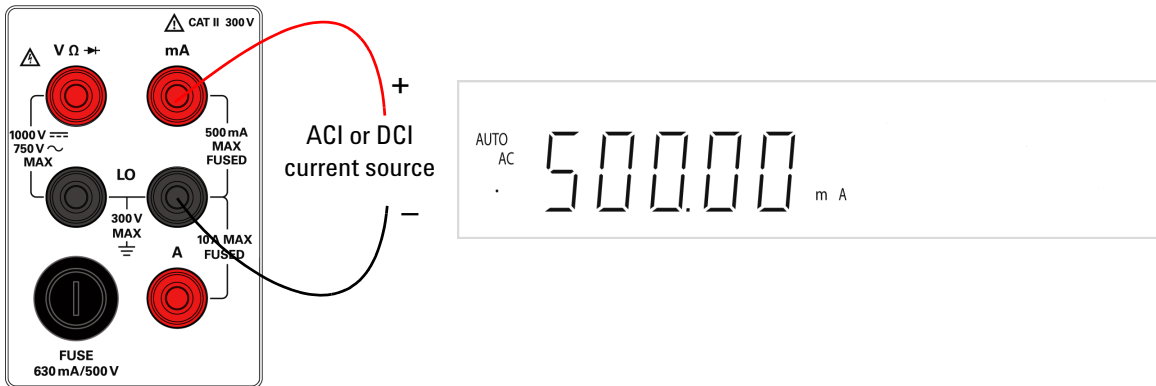 CAT II 300 V
V Ω
mA
1000 V
750 V
MAX
500 mA
MAX
FUSED
LO
300 V
MAX
10 A MAX
FUSED
A
FUSE
630 mA/500 V
+
ACI or DCI
current source
–
AUTO
AC
500.00
m A